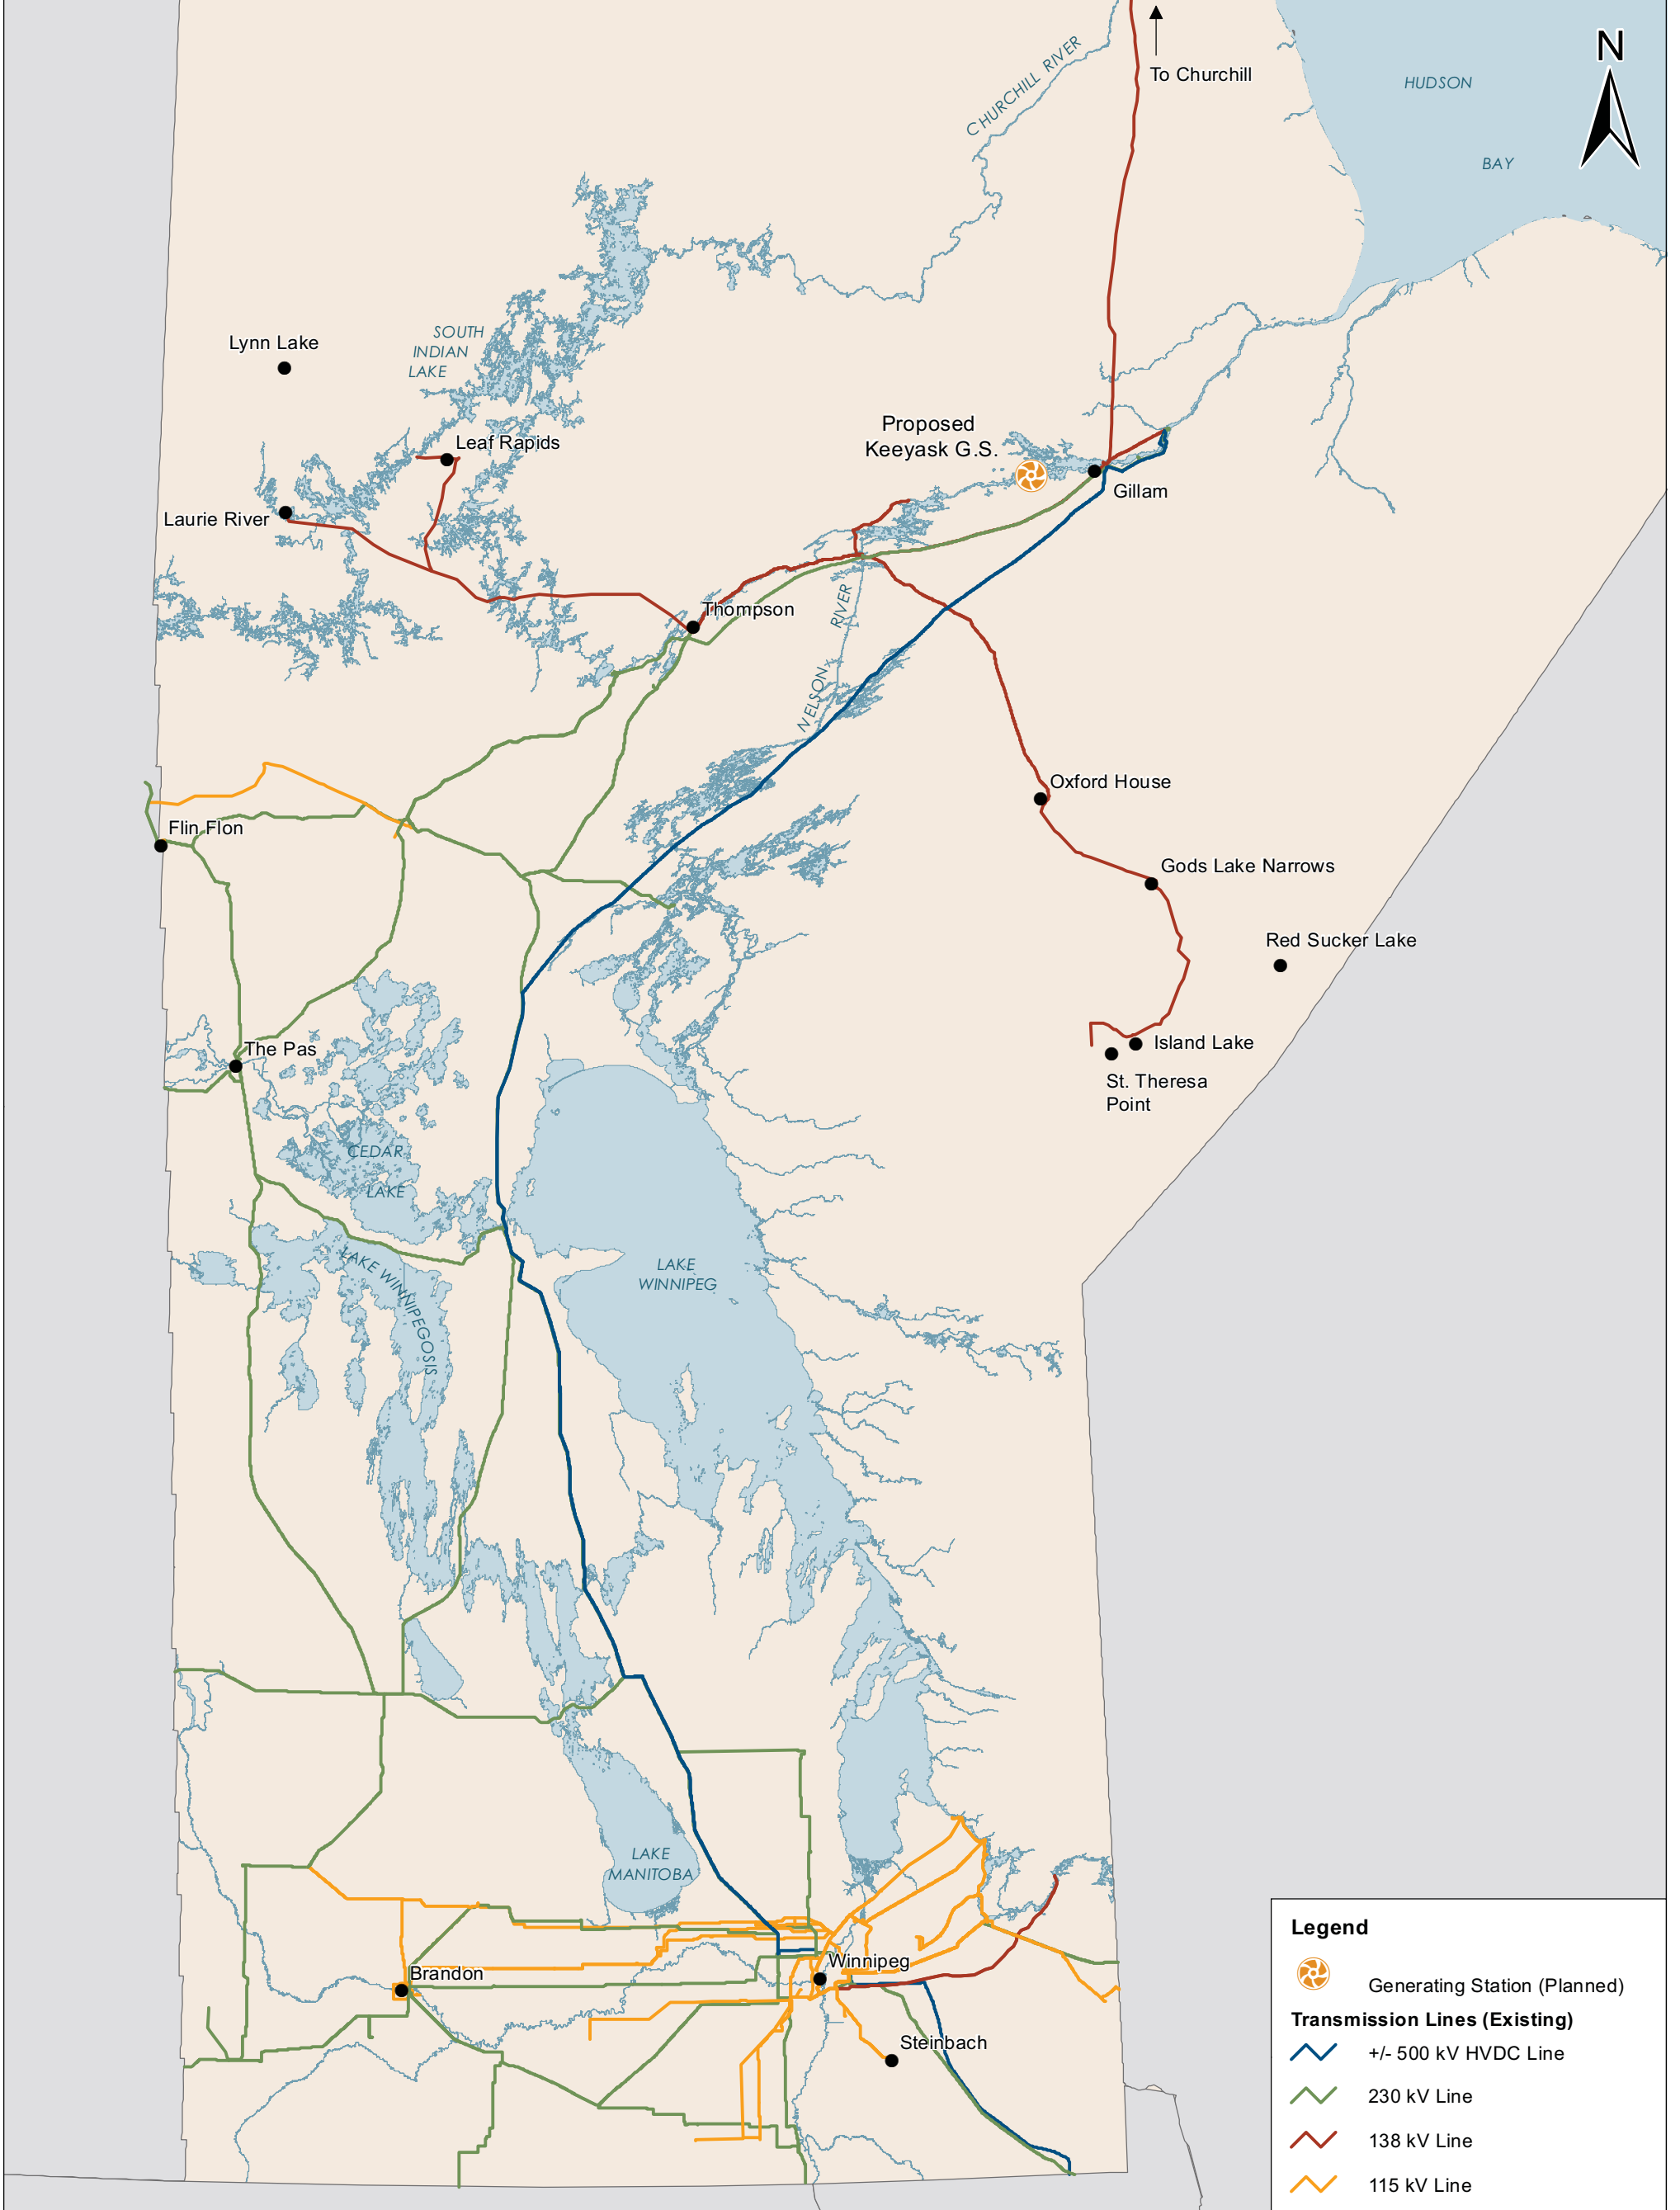 N
To Churchill
CHURCHILL RIVER
HUDSON
BAY
Lynn Lake
SOUTH
INDIAN
LAKE
Leaf Rapids
Proposed
Keeyask G.S.
Gillam
Laurie River
Thompson
NELSON RIVER
Oxford House
Flin Flon
Gods Lake Narrows
Red Sucker Lake
Island Lake
The Pas
St. Theresa
Point
CEDAR
LAKE
LAKE WINNIPEGOSIS
LAKE
WINNIPEG
LAKE
MANITOBA
Winnipeg
Brandon
Steinbach
Legend
Generating Station (Planned)
Transmission Lines (Existing)
+/- 500 kV HVDC Line
230 kV Line
138 kV Line
115 kV Line